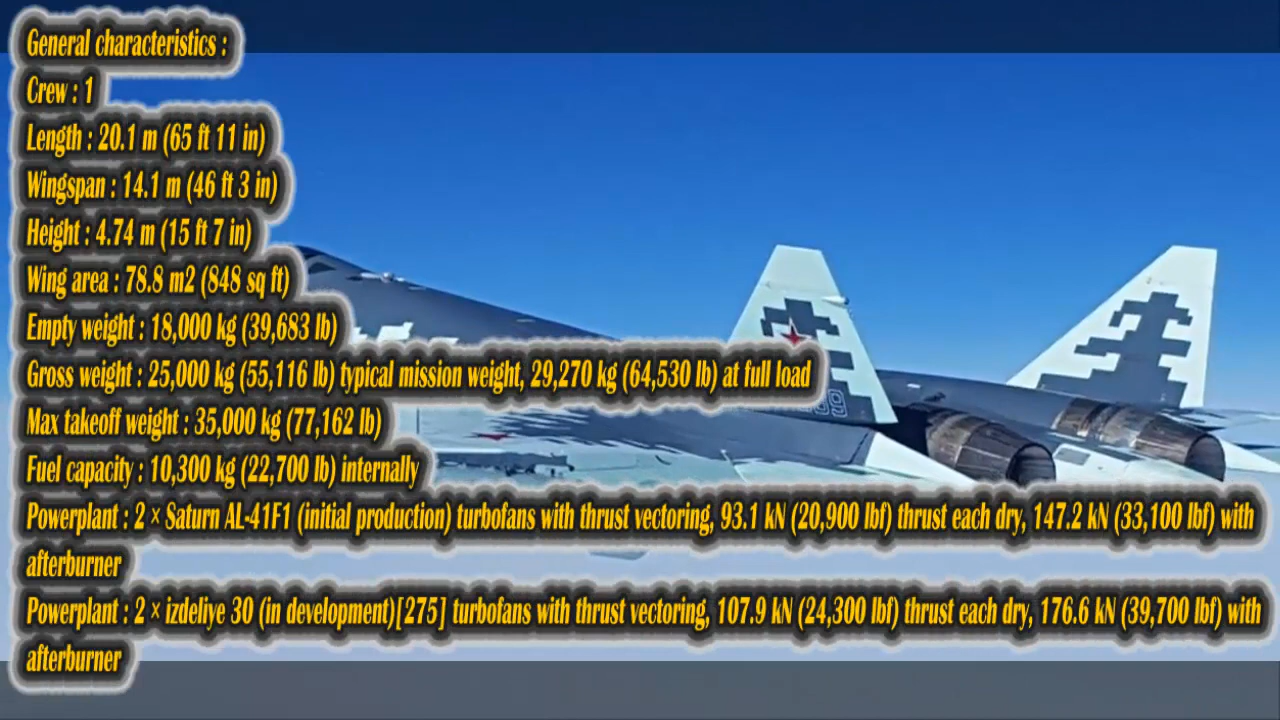 General characteristics :
Crew : 1
Length : 20.1 m (65 ft 11 in)
Wingspan : 14.1 m (46 ft 3 in)
Height : 4.74 m (15 ft 7 in)
Wing area : 78.8 m2 (848 sq ft)
Empty weight : 18,000 kg (39,683 lb)
Gross weight : 25,000 kg (55,116 lb) typical mission weight, 29,270 kg (64,530 lb) at full load
Max takeoff weight : 35,000 kg (77,162 lb)
Fuel capacity : 10,300 kg (22,700 lb) internally
Powerplant : 2 × Saturn AL-41F1 (initial production) turbofans with thrust vectoring, 93.1 kN (20,900 lbf) thrust each dry, 147.2 kN (33,100 lbf) with
afterburner
Powerplant : 2 × izdeliye 30 (in development)[275] turbofans with thrust vectoring, 107.9 kN (24,300 lbf) thrust each dry, 176.6 kN (39,700 lbf) with
afterburner